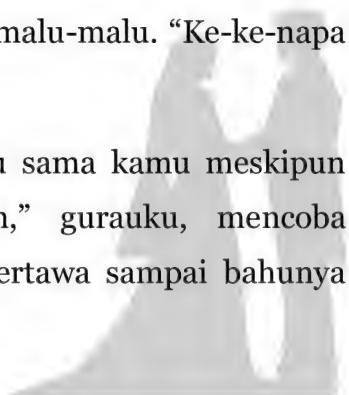 malu-malu. “Ke-ke-napa
sama kamu meskipun
,” gurauku, mencoba
ertawa sampai bahunya